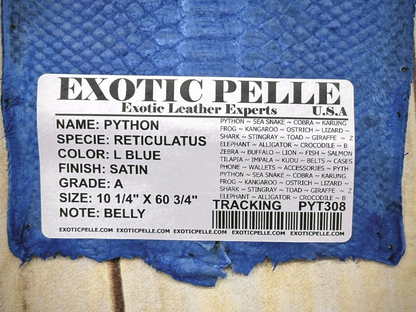 EXOTIC PELLE
Exotic Leather Experts U.S.A
NAME: PYTHON
SPECIE: RETICULATUS
COLOR: L BLUE
FINISH: SATIN
GRADE: A
SIZE: 10 1/4" X 60 3/4"
NOTE: BELLY
PYTHON ~ SEA SNAKE ~ COBRA ~ KARUNG
FROG ~ KANGAROO ~ OSTRICH ~ LIZARD ~
SHARK ~ STINGRAY ~ TOAD ~ GIRAFFE ~ Z
ELEPHANT ~ ALLIGATOR ~ CROCODILE ~ B
ZEBRA ~ BUFFALO ~ LION ~ FISH ~ SALMON
TILAPIA ~ IMPALA ~ KUDU ~ BELTS ~ CASES
PHONE ~ WALLETS ~ ACCESSORIES ~ PYTH
PYTHON ~ SEA SNAKE ~ COBRA ~ KARUNG
FROG ~ KANGAROO ~ OSTRICH ~ LIZARD ~
SHARK ~ STINGRAY ~ TOAD ~ GIRAFFE ~ Z
ELEPHANT ~ ALLIGATOR ~ CROCODILE ~ B
TRACKING PYT308
EXOTICPELLE.COM EXOTICPELLE.COM EXOTICPELLE.COM EXOTICPELLE.COM EXOTICPELLE.COM